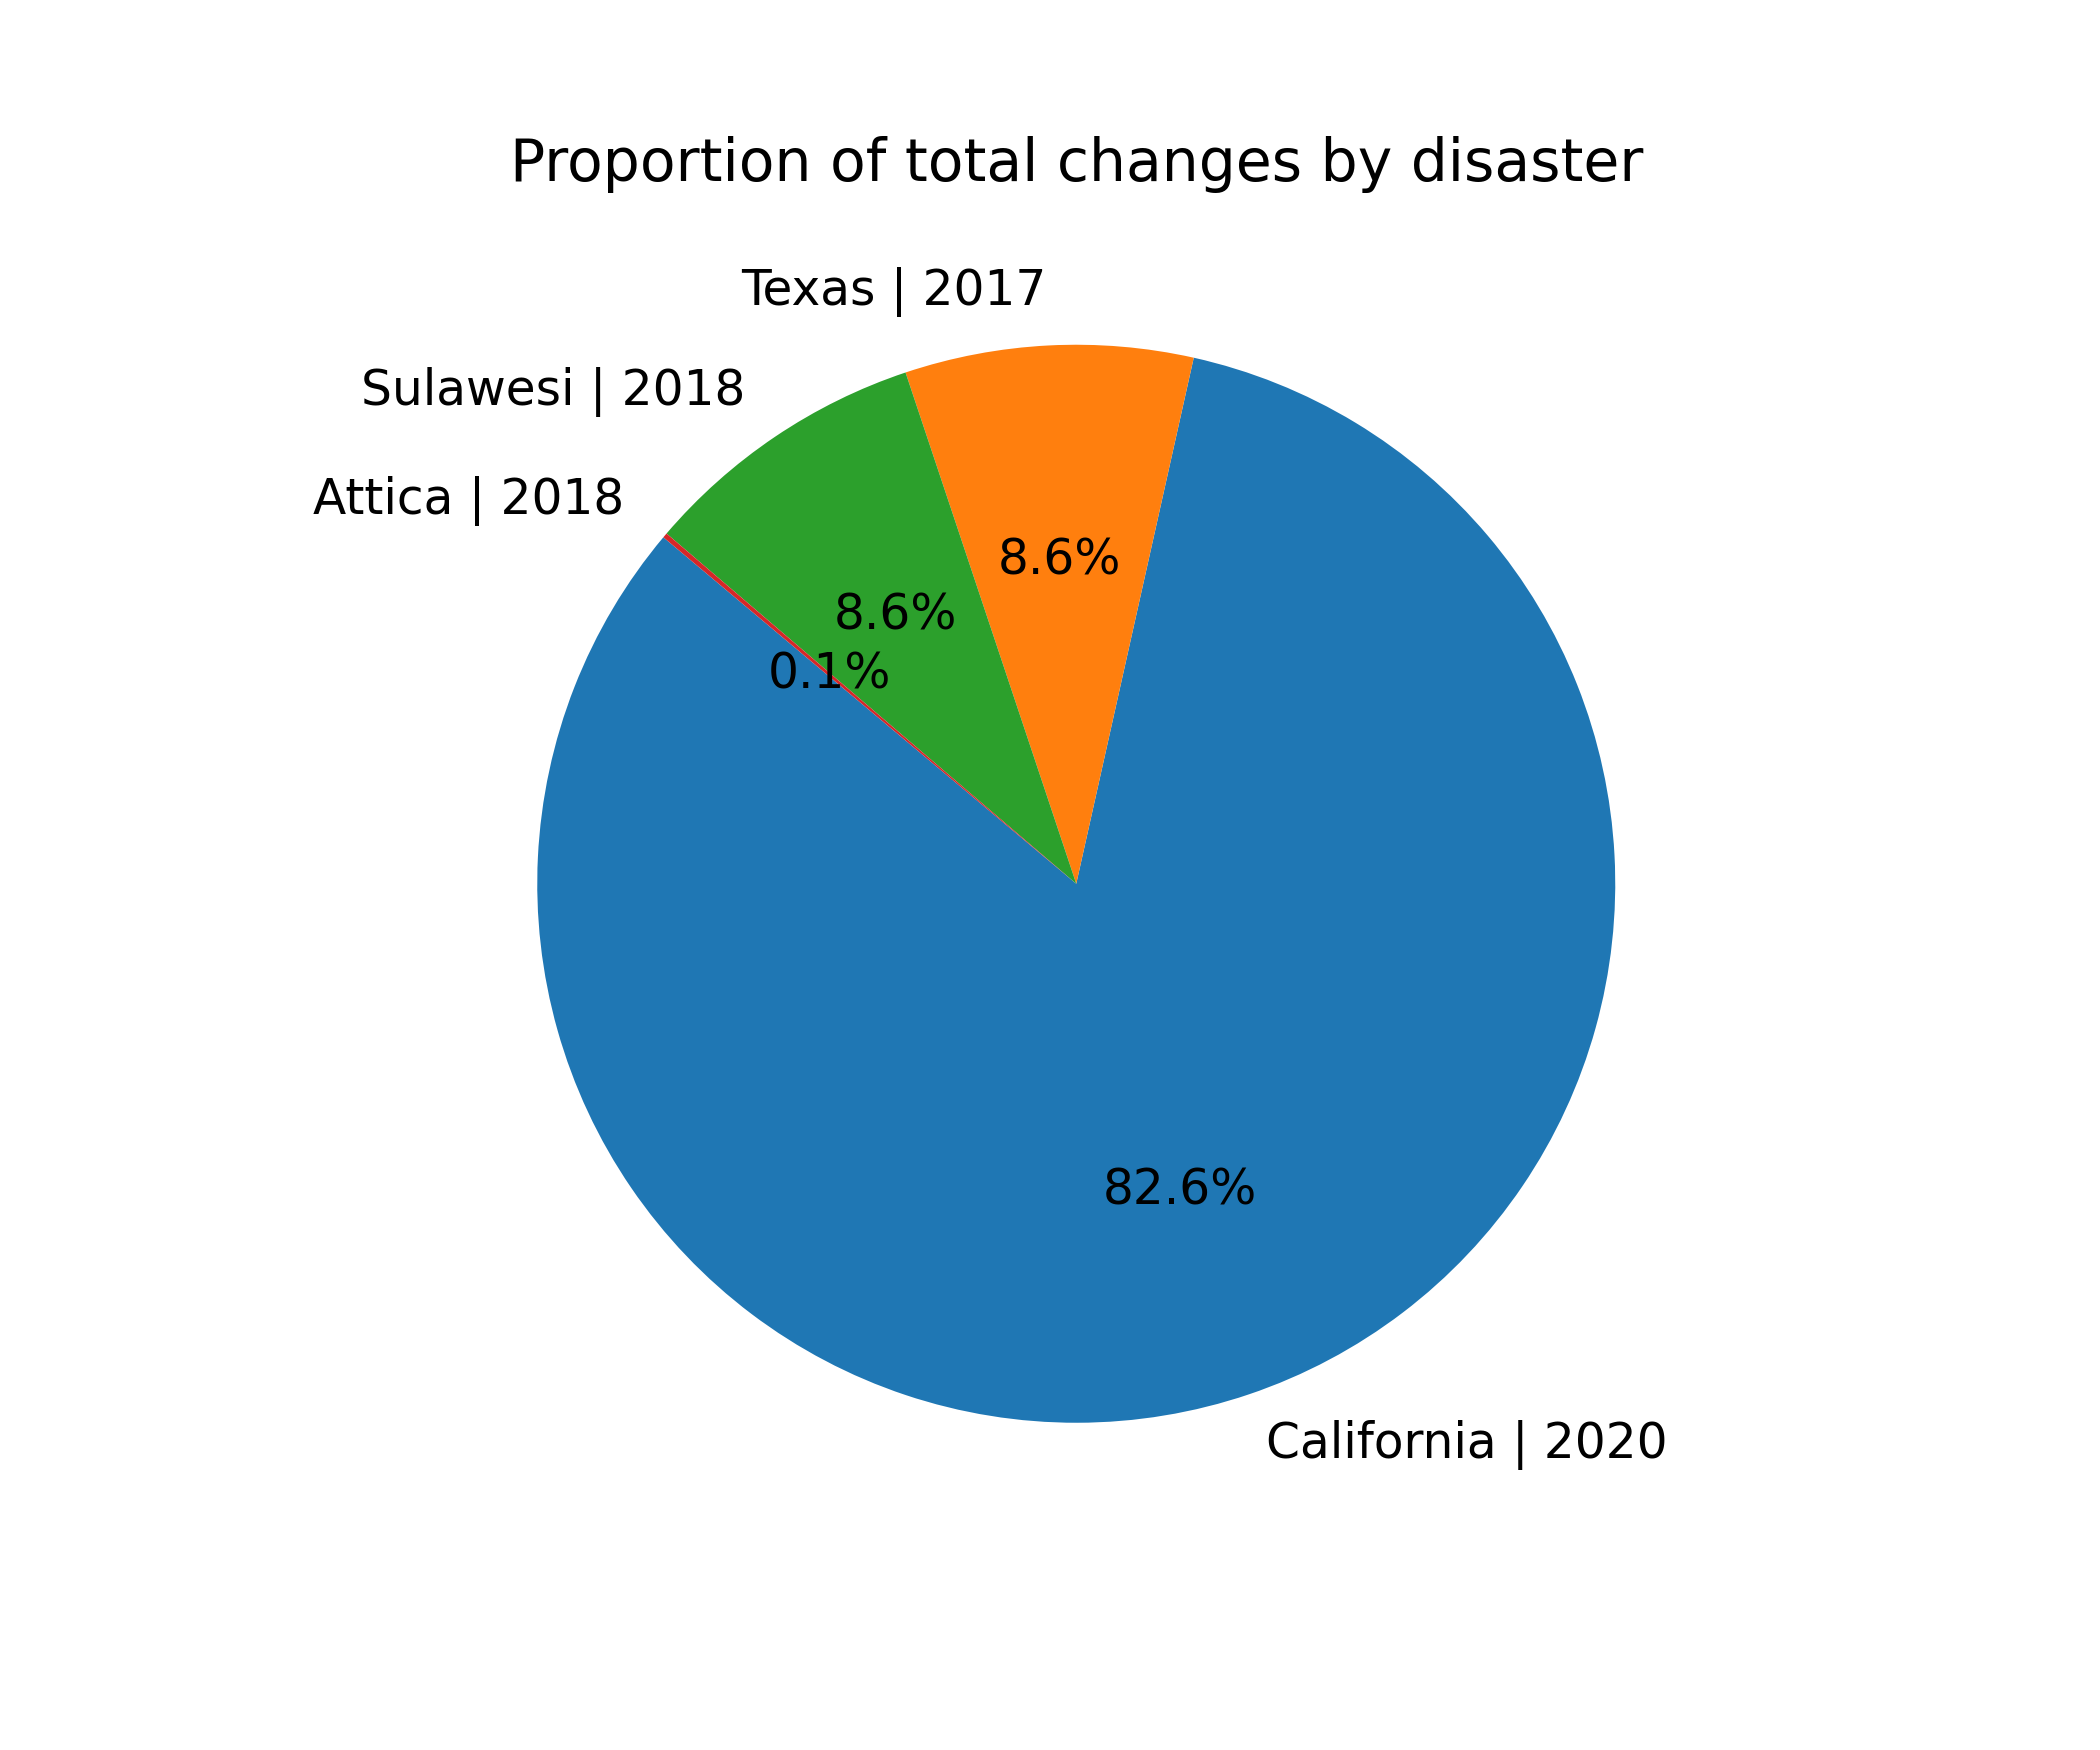 Proportion of total changes by disaster
Texas | 2017
Sulawesi | 2018
Attica | 2018
8.6%
8.6%
0.1%
82.6%
California | 2020